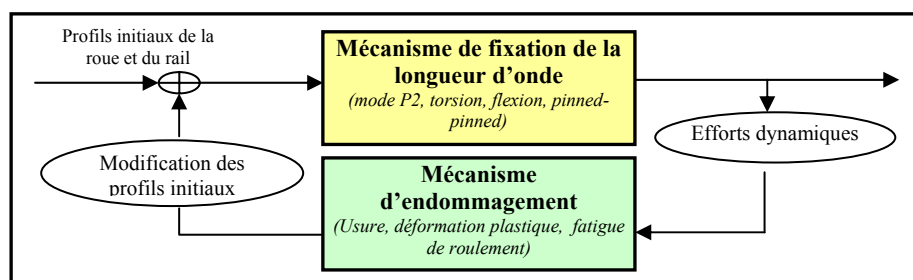 Profils initiaux de la
roue et du rail
Mécanisme de fixation de la
longueur d’onde
(mode P2, torsion, flexion, pinned-
pinned)
Efforts dynamiques
Modification des
profils initiaux
Mécanisme
d’endommagement
(Usure, déformation plastique, fatigue
de roulement)